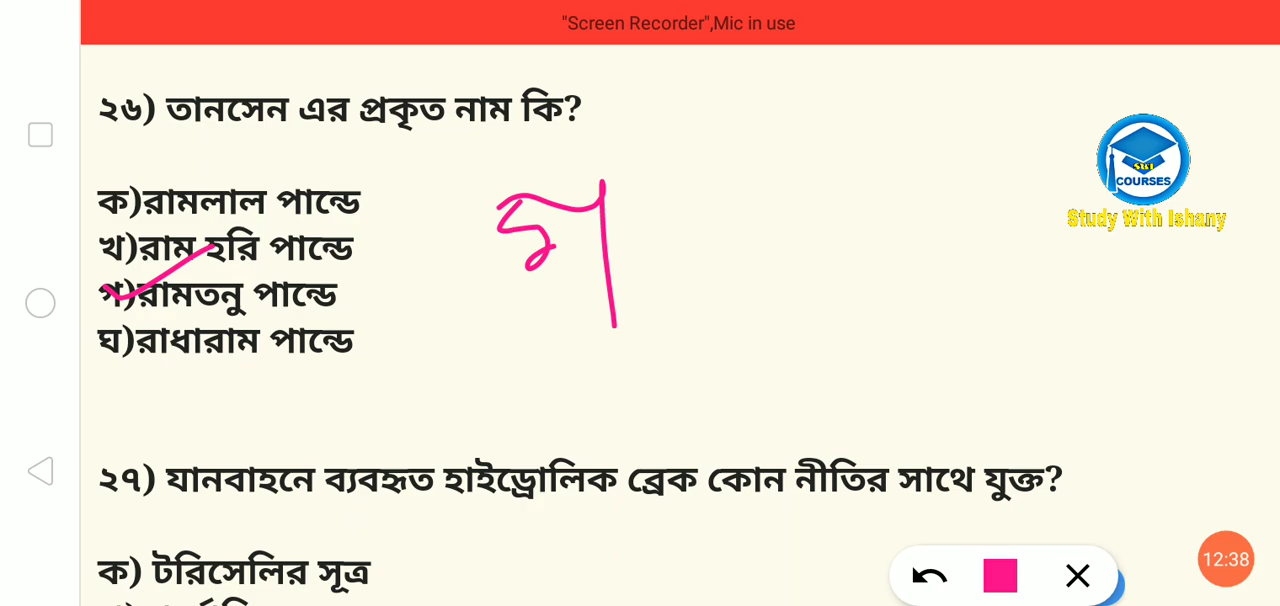 "Screen Recorder",Mic in use
২৬) তানসেন এর প্রকৃত নাম কি?
ক)রামলাল পান্ডে
খ)রাম হরি পান্ডে
গ)রামতনু পান্ডে
ঘ)রাধারাম পান্ডে
SWI
COURSES
Study With Ishany
২৭) যানবাহনে ব্যবহৃত হাইড্রোলিক ব্রেক কোন নীতির সাথে যুক্ত?
ক) টরিসেলির সূত্র
12:38